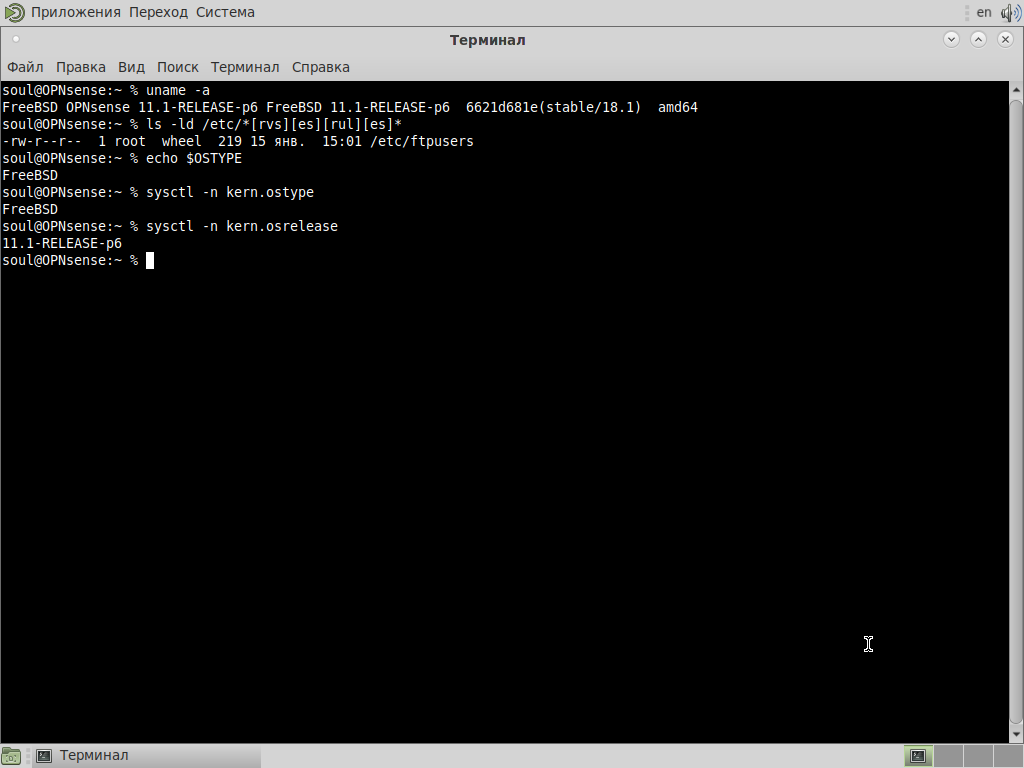 Приложения Переход Система en
Терминал
Файл Правка Вид Поиск Терминал Справка
soul@OPNsense:~ % uname -a
FreeBSD OPNsense 11.1-RELEASE-p6 FreeBSD 11.1-RELEASE-p6  6621d681e(stable/18.1)  amd64
soul@OPNsense:~ % ls -ld /etc/*[rvs][es][rul][es]*
-rw-r--r--  1 root  wheel  219 15 янв.  15:01 /etc/ftpusers
soul@OPNsense:~ % echo $OSTYPE
FreeBSD
soul@OPNsense:~ % sysctl -n kern.ostype
FreeBSD
soul@OPNsense:~ % sysctl -n kern.osrelease
11.1-RELEASE-p6
soul@OPNsense:~ %
Терминал